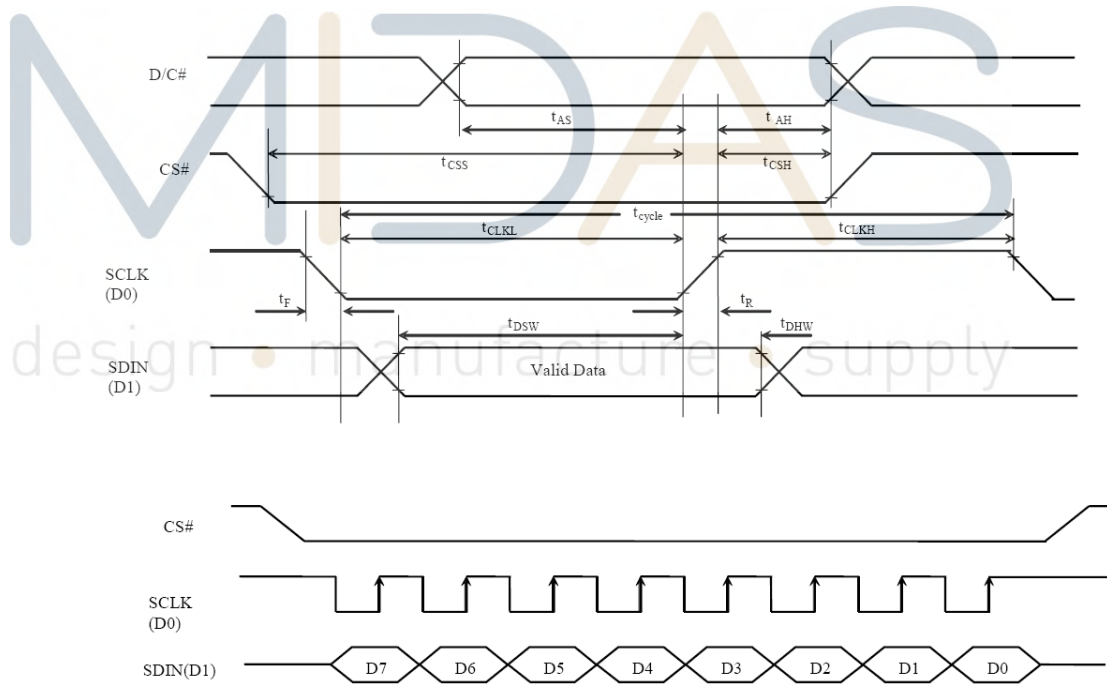 MIDAS
D/C#
tAS
tAH
CS#
tCSS
tCSH
tcycle
tCLKL
tCLKH
SCLK
(D0)
tF
tR
tDSW
tDHW
design • manufacture • supply
SDIN
(D1)
Valid Data
CS#
SCLK
(D0)
SDIN(D1)
D7
D6
D5
D4
D3
D2
D1
D0